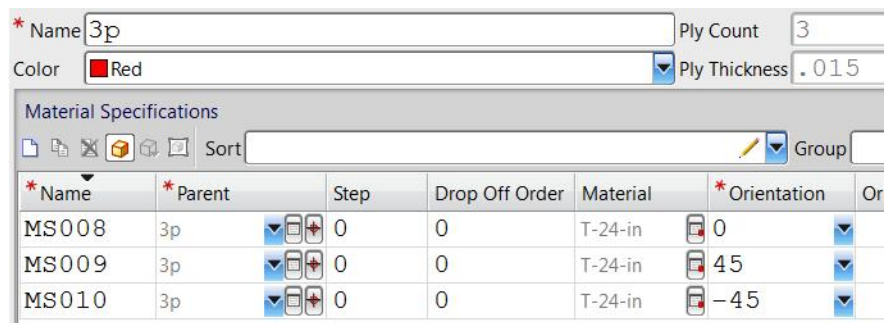 * Name 3p Ply Count 3
Color Red Ply Thickness .015
Material Specifications
Sort Group
* Name * Parent Step Drop Off Order Material * Orientation Or
MS008 3p 0 0 T-24-in 0
MS009 3p 0 0 T-24-in 45
MS010 3p 0 0 T-24-in -45